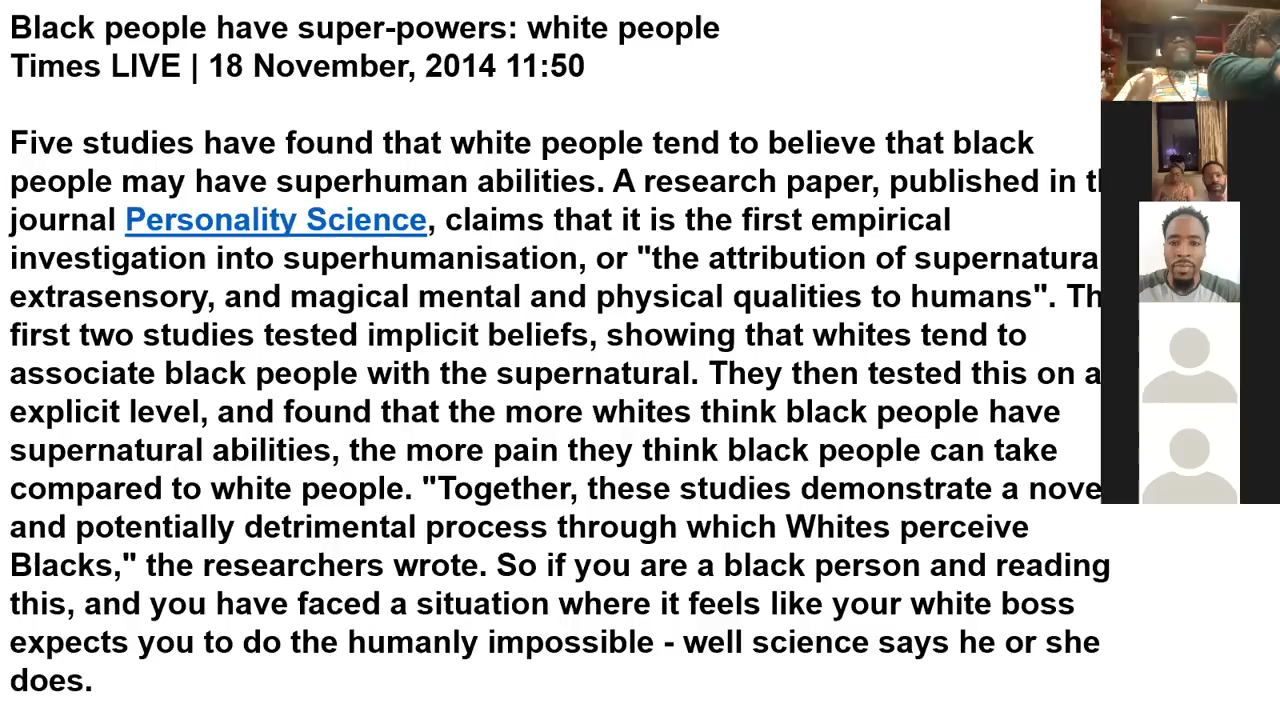 Black people have super-powers: white people
Times LIVE | 18 November, 2014 11:50
Five studies have found that white people tend to believe that black
people may have superhuman abilities. A research paper, published in
journal Personality Science, claims that it is the first empirical
investigation into superhumanisation, or "the attribution of supernatura
extrasensory, and magical mental and physical qualities to humans". Th
first two studies tested implicit beliefs, showing that whites tend to
associate black people with the supernatural. They then tested this on a
explicit level, and found that the more whites think black people have
supernatural abilities, the more pain they think black people can take
compared to white people. "Together, these studies demonstrate a nove
and potentially detrimental process through which Whites perceive
Blacks," the researchers wrote. So if you are a black person and reading
this, and you have faced a situation where it feels like your white boss
expects you to do the humanly impossible - well science says he or she
does.